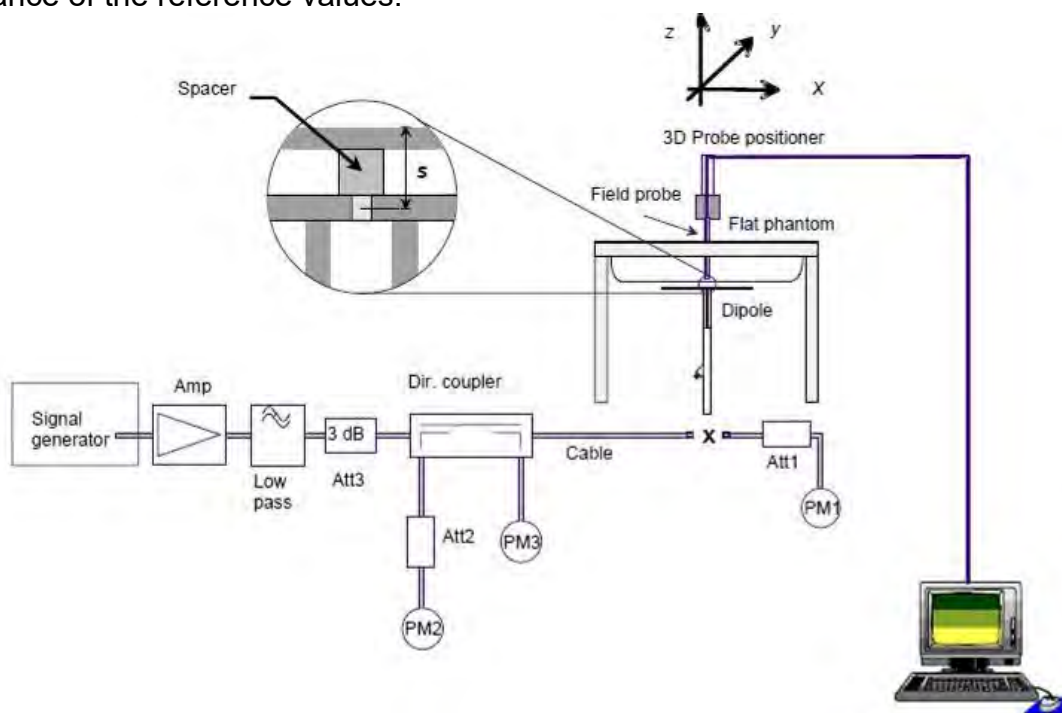 ance of the reference values.
z
y
x
Spacer
s
3D Probe positioner
Field probe
Flat phantom
Dipole
Signal
generator
Amp
Low
pass
3 dB
Att3
Dir. coupler
Cable
x
Att1
PM1
Att2
PM3
PM2